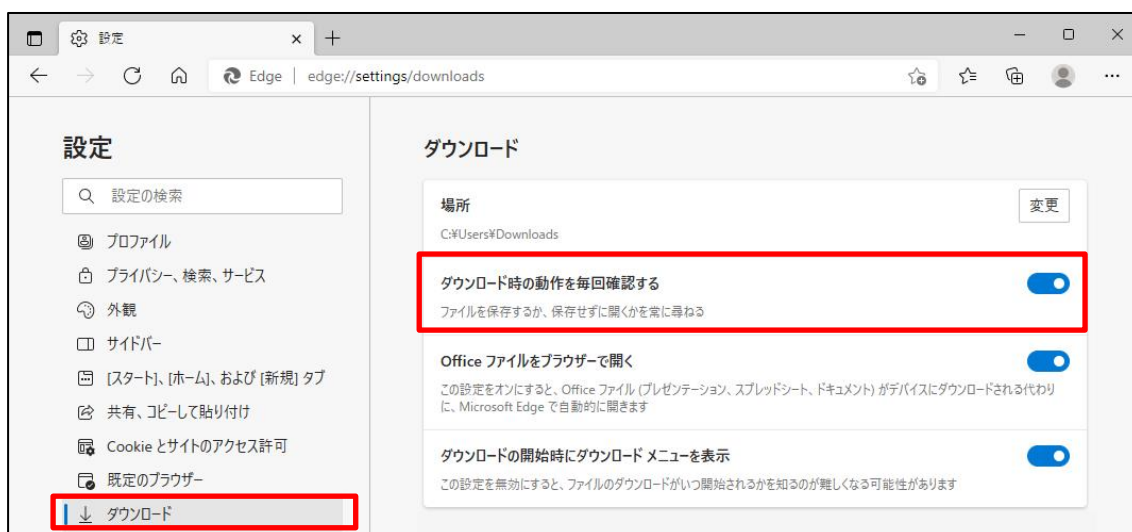 設定
Edge | edge://settings/downloads
設定
設定の検索
プロファイル
プライバシー、検索、サービス
外観
サイドバー
[スタート]、[ホーム]、および [新規] タブ
共有、コピーして貼り付け
Cookie とサイトのアクセス許可
既定のブラウザー
ダウンロード
ダウンロード
場所
変更
C:¥Users¥Downloads
ダウンロード時の動作を毎回確認する
ファイルを保存するか、保存せずに開くかを常に尋ねる
Office ファイルをブラウザーで開く
この設定をオンにすると、Office ファイル (プレゼンテーション、スプレッドシート、ドキュメント) がデバイスにダウンロードされる代わり
に、Microsoft Edge で自動的に開きます
ダウンロードの開始時にダウンロード メニューを表示
この設定を無効にすると、ファイルのダウンロードがいつ開始されるかを知るのが難しくなる可能性があります